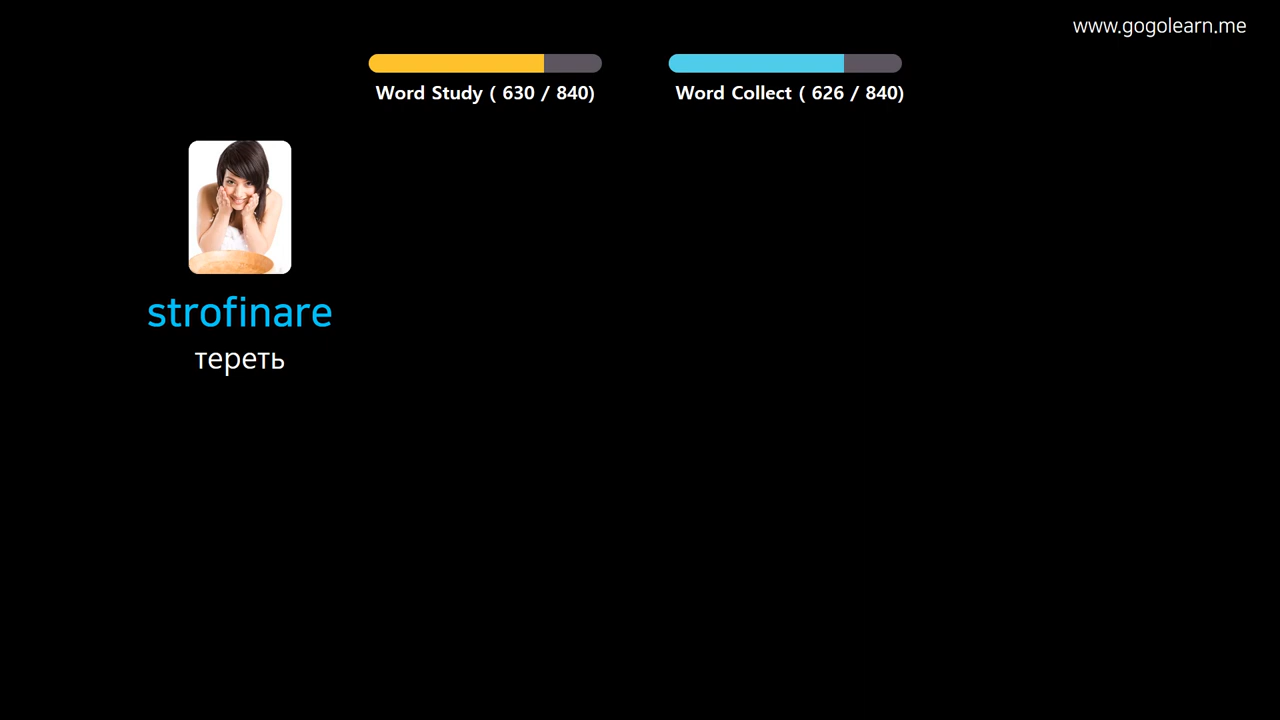 www.gogolearn.me
Word Study ( 630 / 840)
Word Collect ( 626 / 840)
strofinare
тереть